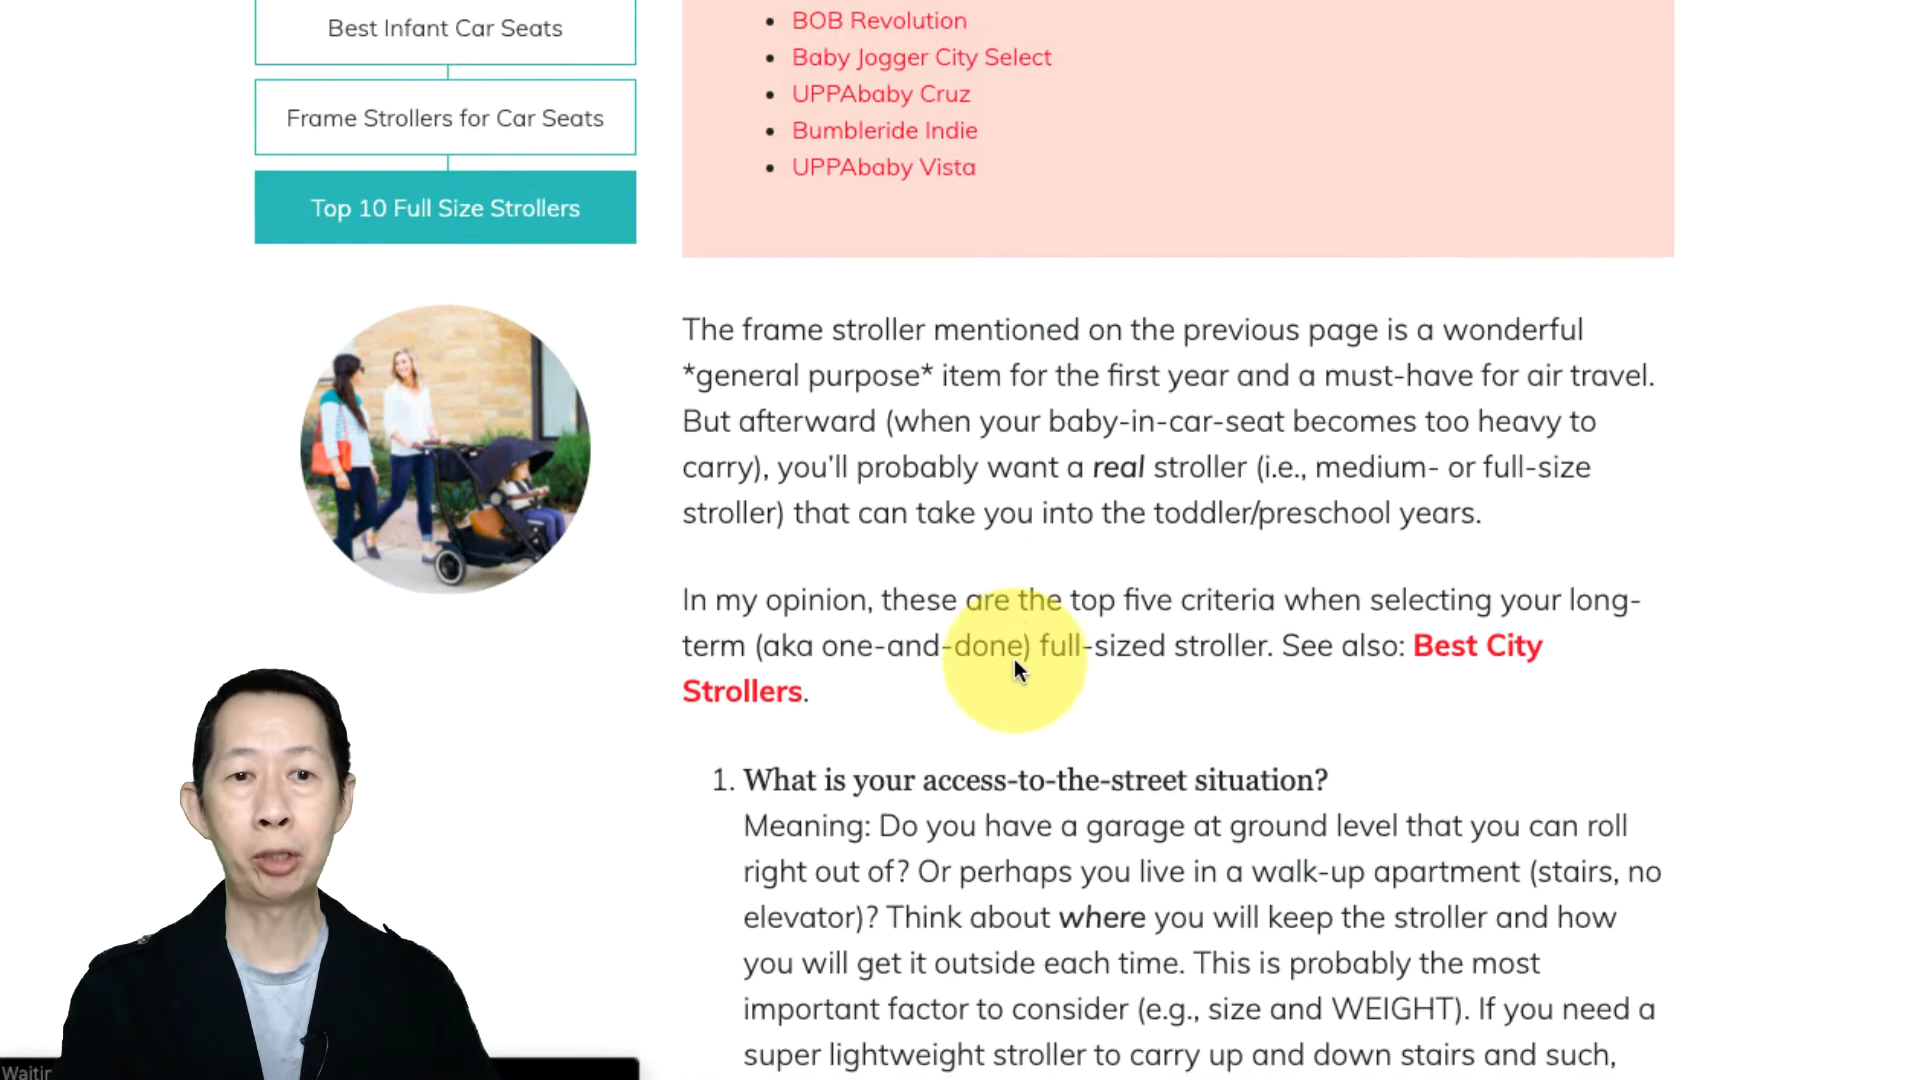 Best Infant Car Seats
Frame Strollers for Car Seats
Top 10 Full Size Strollers
BOB Revolution
Baby Jogger City Select
UPPAbaby Cruz
Bumbleride Indie
UPPAbaby Vista
The frame stroller mentioned on the previous page is a wonderful
*general purpose* item for the first year and a must-have for air travel.
But afterward (when your baby-in-car-seat becomes too heavy to
carry), you’ll probably want a real stroller (i.e., medium- or full-size
stroller) that can take you into the toddler/preschool years.
In my opinion, these are the top five criteria when selecting your long-
term (aka one-and-done) full-sized stroller. See also: Best City
Strollers.
1. What is your access-to-the-street situation?
Meaning: Do you have a garage at ground level that you can roll
right out of? Or perhaps you live in a walk-up apartment (stairs, no
elevator)? Think about where you will keep the stroller and how
you will get it outside each time. This is probably the most
important factor to consider (e.g., size and WEIGHT). If you need a
super lightweight stroller to carry up and down stairs and such,